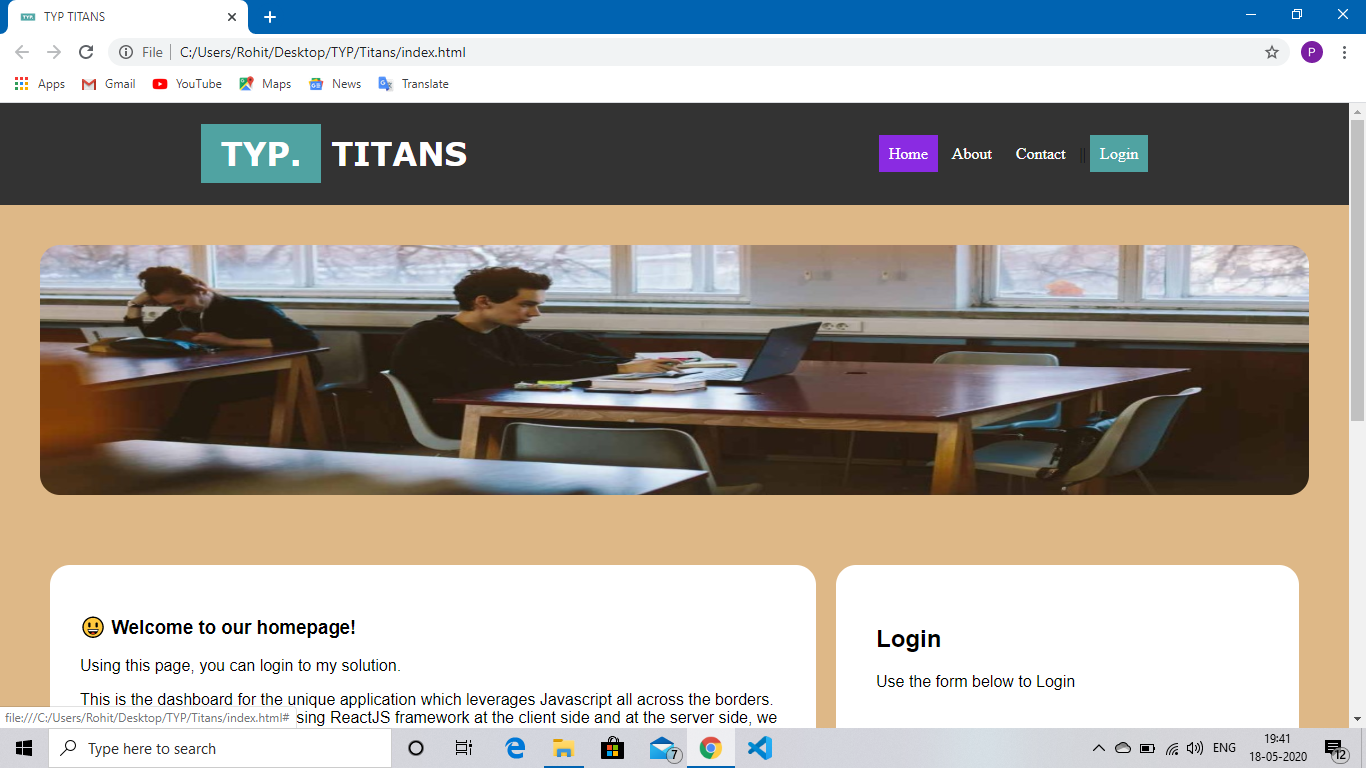 TYP TITANS
File | C:/Users/Rohit/Desktop/TYP/Titans/index.html
P
Apps Gmail YouTube Maps News Translate
TYP. TITANS
Home About Contact || Login
😃 Welcome to our homepage!
Using this page, you can login to my solution.
This is the dashboard for the unique application which leverages Javascript all across the borders.
sing ReactJS framework at the client side and at the server side, we
Login
Use the form below to Login
file:///C:/Users/Rohit/Desktop/TYP/Titans/index.html#
Type here to search
7
ENG
19:41
18-05-2020
12